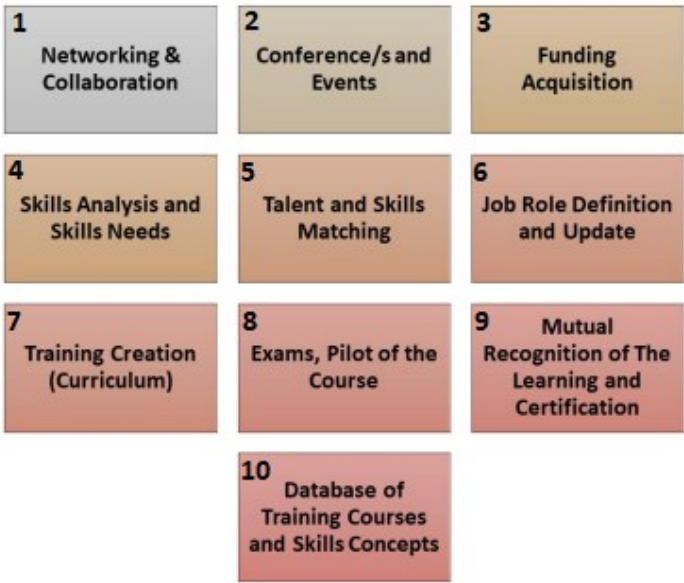 1
Networking &
Collaboration
2
Conference/s and
Events
3
Funding
Acquisition
4
Skills Analysis and
Skills Needs
5
Talent and Skills
Matching
6
Job Role Definition
and Update
7
Training Creation
(Curriculum)
8
Exams, Pilot of the
Course
9
Mutual
Recognition of The
Learning and
Certification
10
Database of
Training Courses
and Skills Concepts